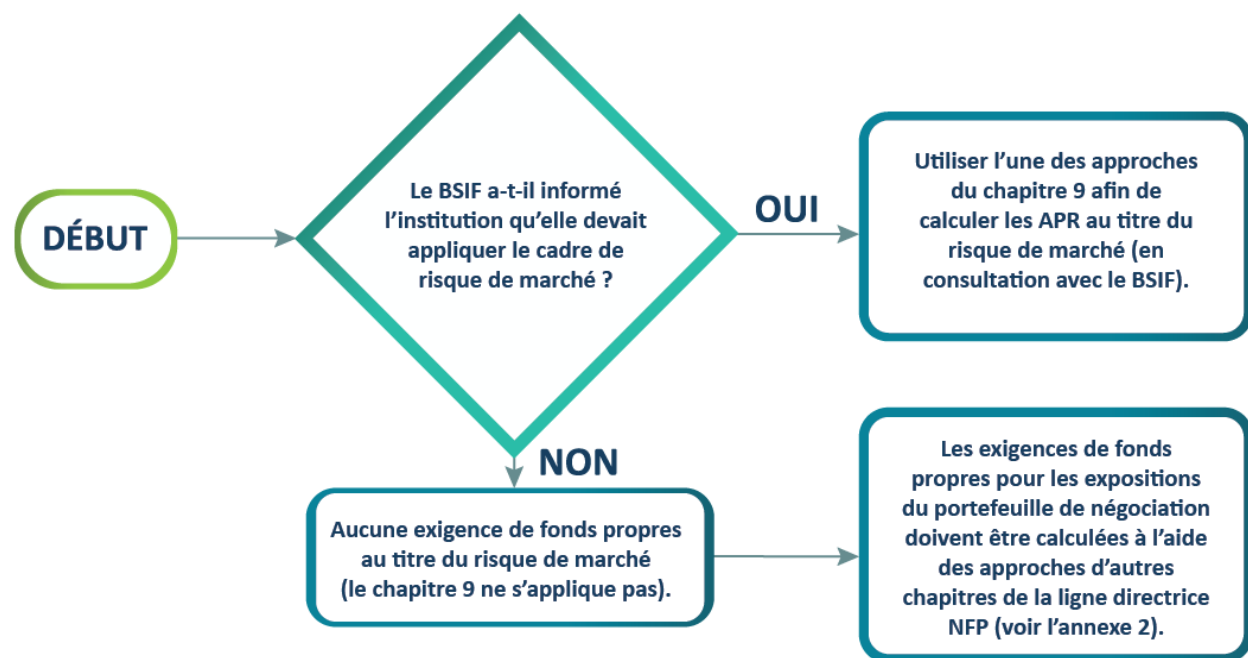 DÉBUT
Le BSIF a-t-il informé
l’institution qu’elle devait
appliquer le cadre de
risque de marché ?
OUI
Utiliser l’une des approches
du chapitre 9 afin de
calculer les APR au titre du
risque de marché (en
consultation avec le BSIF).
NON
Aucune exigence de fonds propres
au titre du risque de marché
(le chapitre 9 ne s’applique pas).
Les exigences de fonds
propres pour les expositions
du portefeuille de négociation
doivent être calculées à l’aide
des approches d’autres
chapitres de la ligne directrice
NFP (voir l’annexe 2).